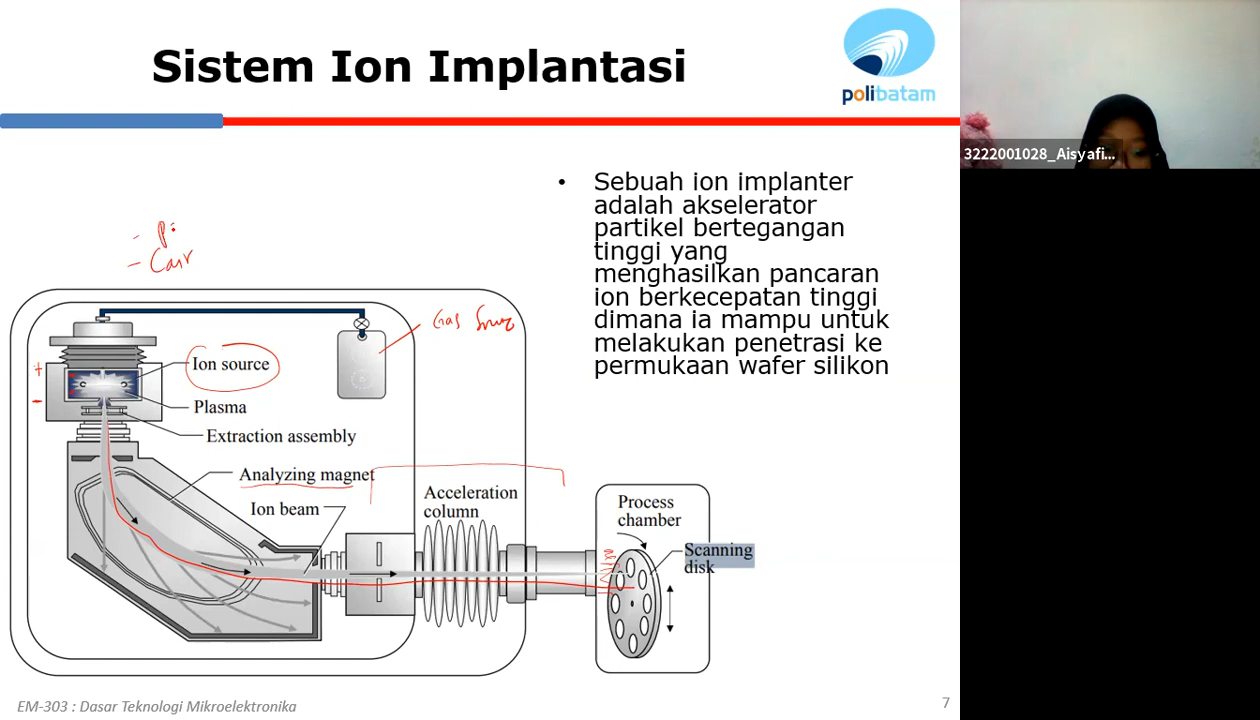 Sistem Ion Implantasi
polibatam
3222001028_Aisyafi...
• Sebuah ion implanter
adalah akselerator
partikel bertegangan
tinggi yang
menghasilkan pancaran
ion berkecepatan tinggi
dimana ia mampu untuk
melakukan penetrasi ke
permukaan wafer silikon
Gas
Ion source
Plasma
Extraction assembly
Analyzing magnet
Ion beam
Acceleration
column
Process
chamber
Scanning
disk
EM-303 : Dasar Teknologi Mikroelektronika
7